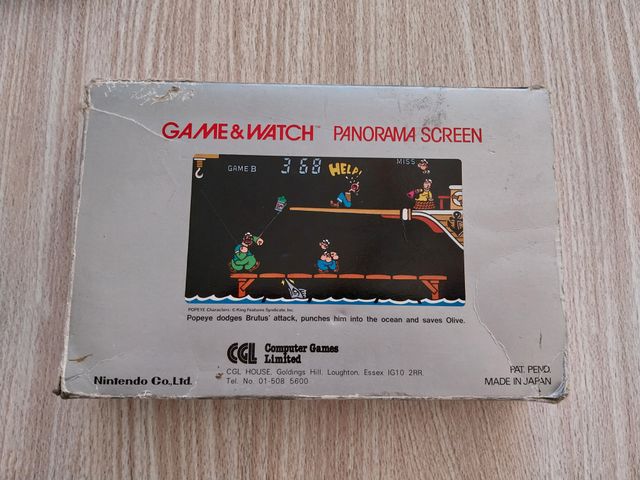 GAME & WATCH™ PANORAMA SCREEN
GAME B 368 HELP! MISS
POPEYE Characters: © King Features Syndicate, Inc.
Popeye dodges Brutus' attack, punches him into the ocean and saves Olive.
CGL Computer Games Limited
CGL HOUSE, Goldings Hill, Loughton, Essex IG10 2RR
Tel. No. 01-508 5600
Nintendo Co., Ltd.
PAT. PEND.
MADE IN JAPAN